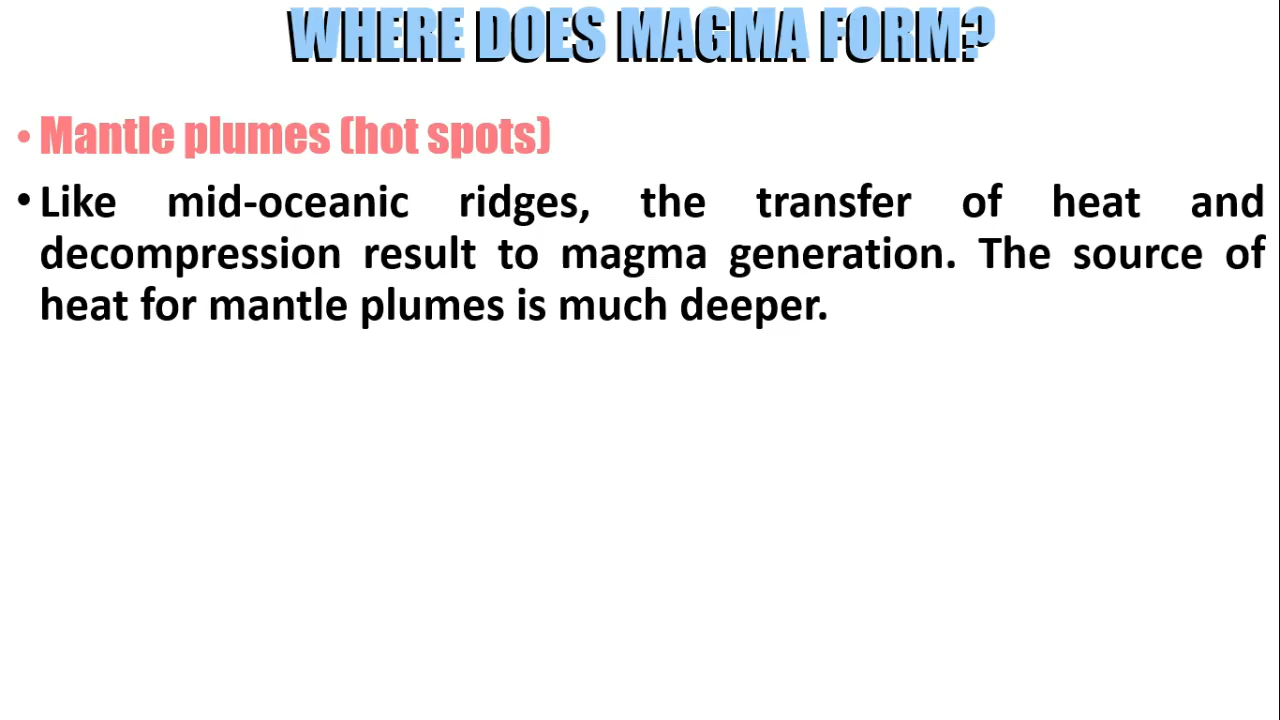 WHERE DOES MAGMA FORM?
• Mantle plumes (hot spots)
• Like mid-oceanic ridges, the transfer of heat and
decompression result to magma generation. The source of
heat for mantle plumes is much deeper.